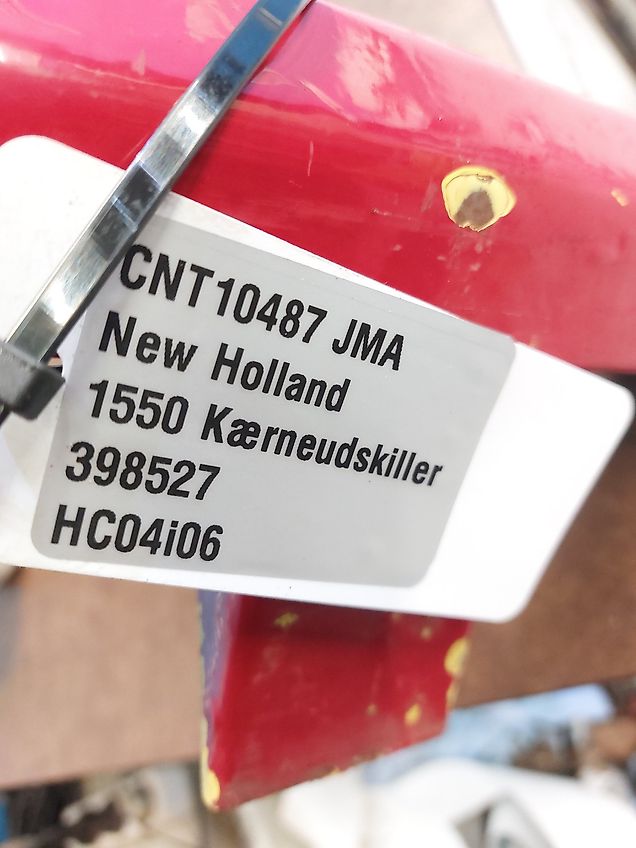 CNT10487 JMA
New Holland
1550 Kærneudskiller
398527
HC04i06